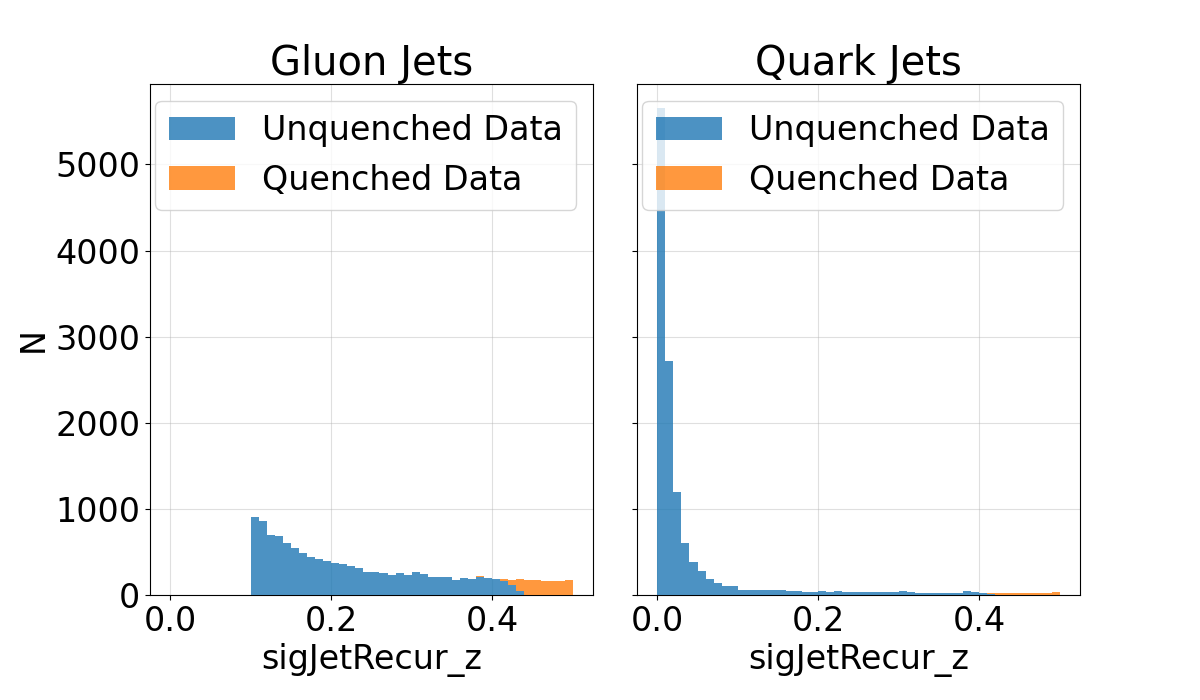 Gluon Jets
Quark Jets
Unquenched Data
Quenched Data
Unquenched Data
Quenched Data
N
5000
4000
3000
2000
1000
0
0.0 0.2 0.4
0.0 0.2 0.4
sigJetRecur_z
sigJetRecur_z